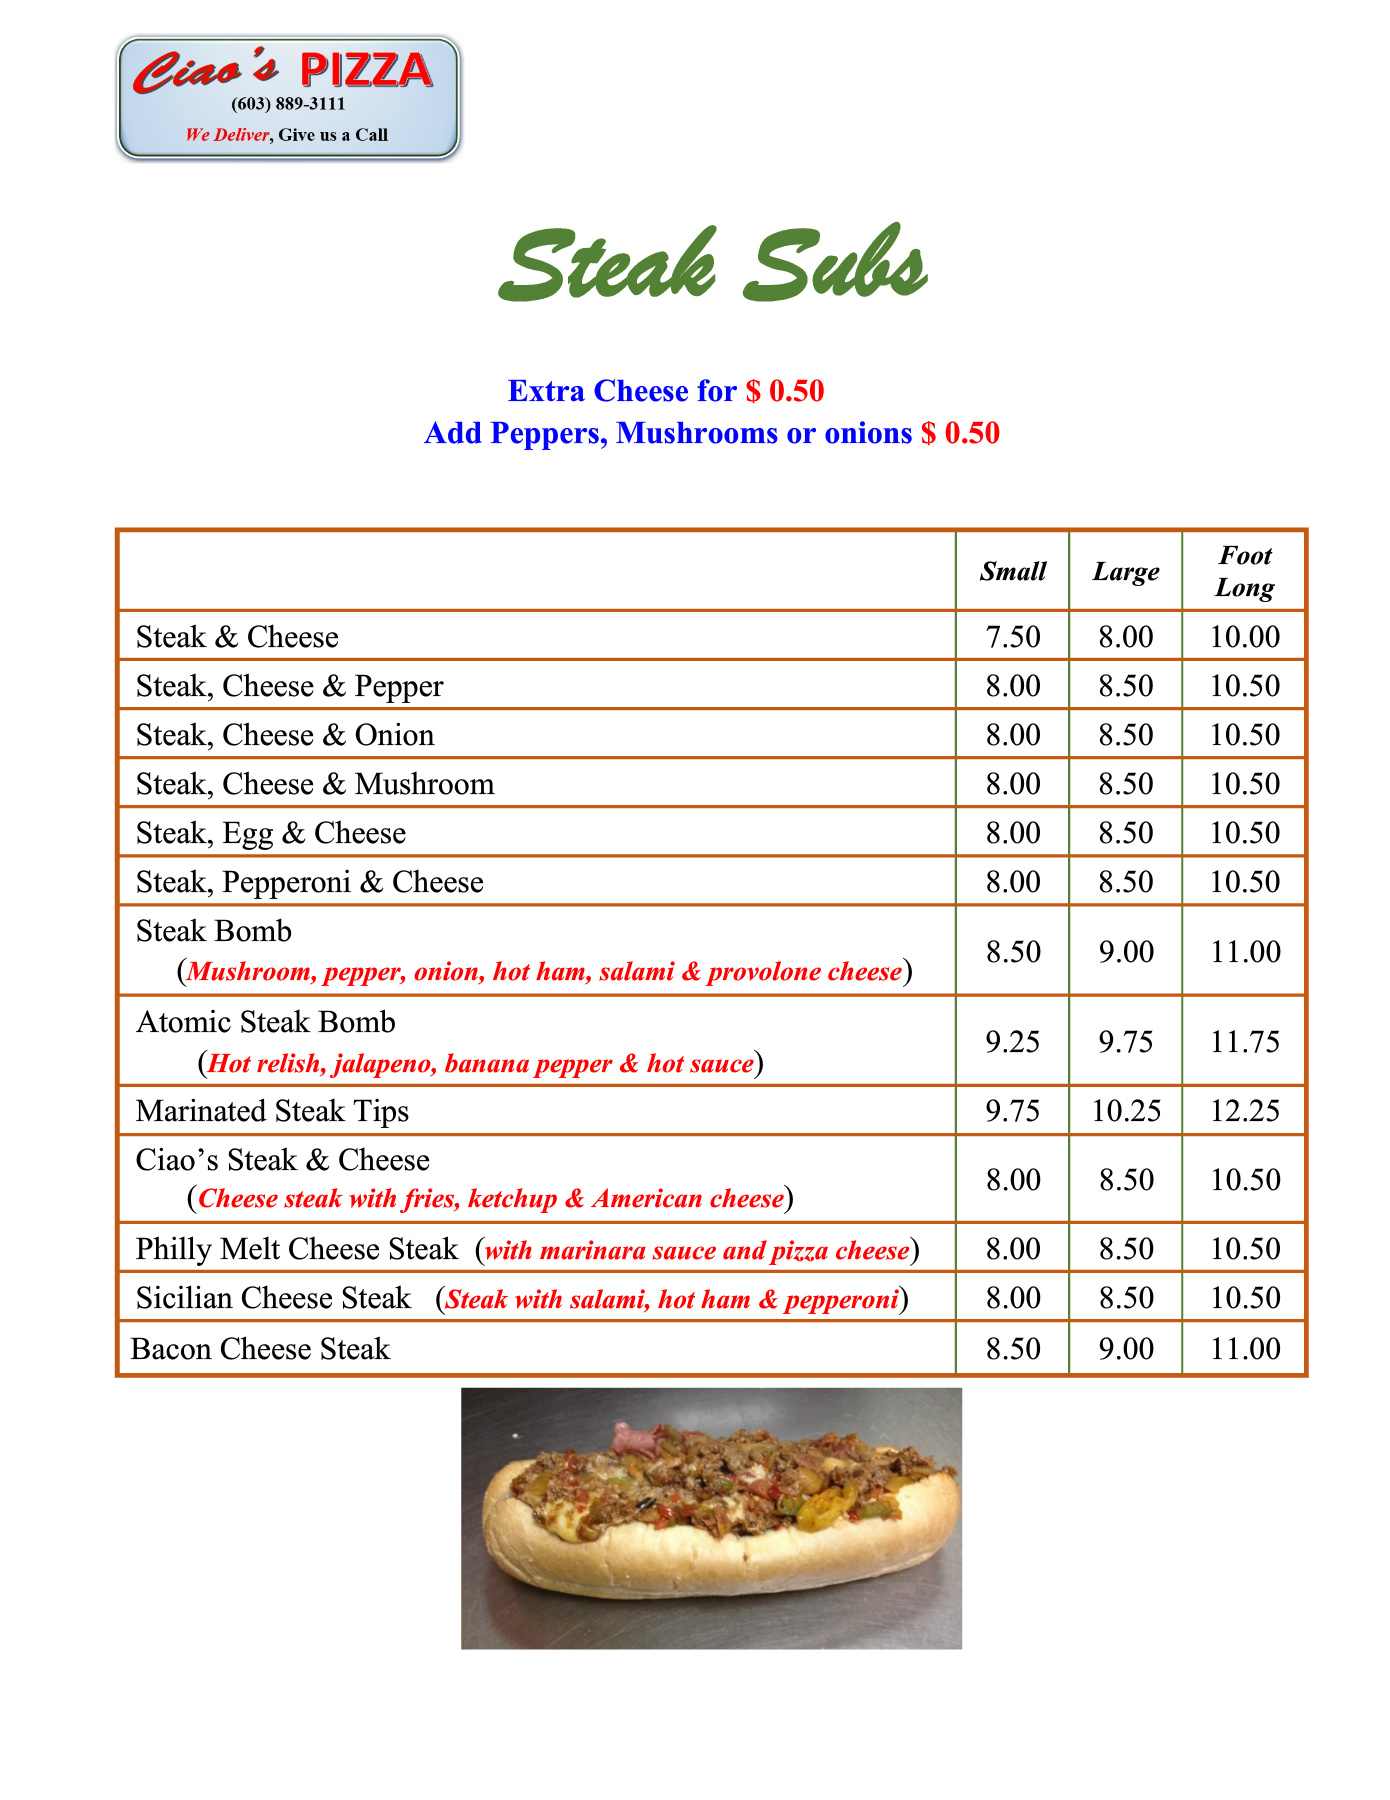 Ciao's PIZZA
(603) 889-3111
We Deliver, Give us a Call
Steak Subs
Extra Cheese for $ 0.50
Add Peppers, Mushrooms or onions $ 0.50
Small Large Foot Long
Steak & Cheese 7.50 8.00 10.00
Steak, Cheese & Pepper 8.00 8.50 10.50
Steak, Cheese & Onion 8.00 8.50 10.50
Steak, Cheese & Mushroom 8.00 8.50 10.50
Steak, Egg & Cheese 8.00 8.50 10.50
Steak, Pepperoni & Cheese 8.00 8.50 10.50
Steak Bomb
(Mushroom, pepper, onion, hot ham, salami & provolone cheese) 8.50 9.00 11.00
Atomic Steak Bomb
(Hot relish, jalapeno, banana pepper & hot sauce) 9.25 9.75 11.75
Marinated Steak Tips 9.75 10.25 12.25
Ciao’s Steak & Cheese
(Cheese steak with fries, ketchup & American cheese) 8.00 8.50 10.50
Philly Melt Cheese Steak (with marinara sauce and pizza cheese) 8.00 8.50 10.50
Sicilian Cheese Steak (Steak with salami, hot ham & pepperoni) 8.00 8.50 10.50
Bacon Cheese Steak 8.50 9.00 11.00